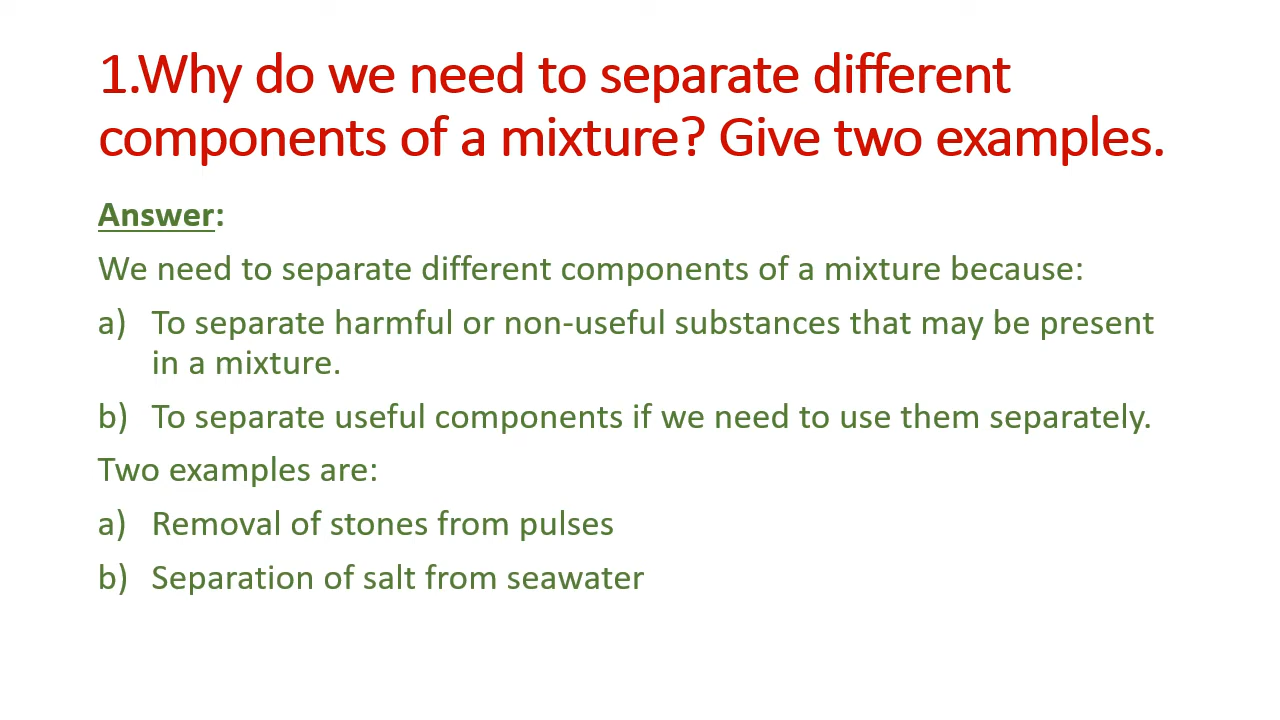 1.Why do we need to separate different
components of a mixture? Give two examples.
Answer:
We need to separate different components of a mixture because:
a) To separate harmful or non-useful substances that may be present
in a mixture.
b) To separate useful components if we need to use them separately.
Two examples are:
a) Removal of stones from pulses
b) Separation of salt from seawater